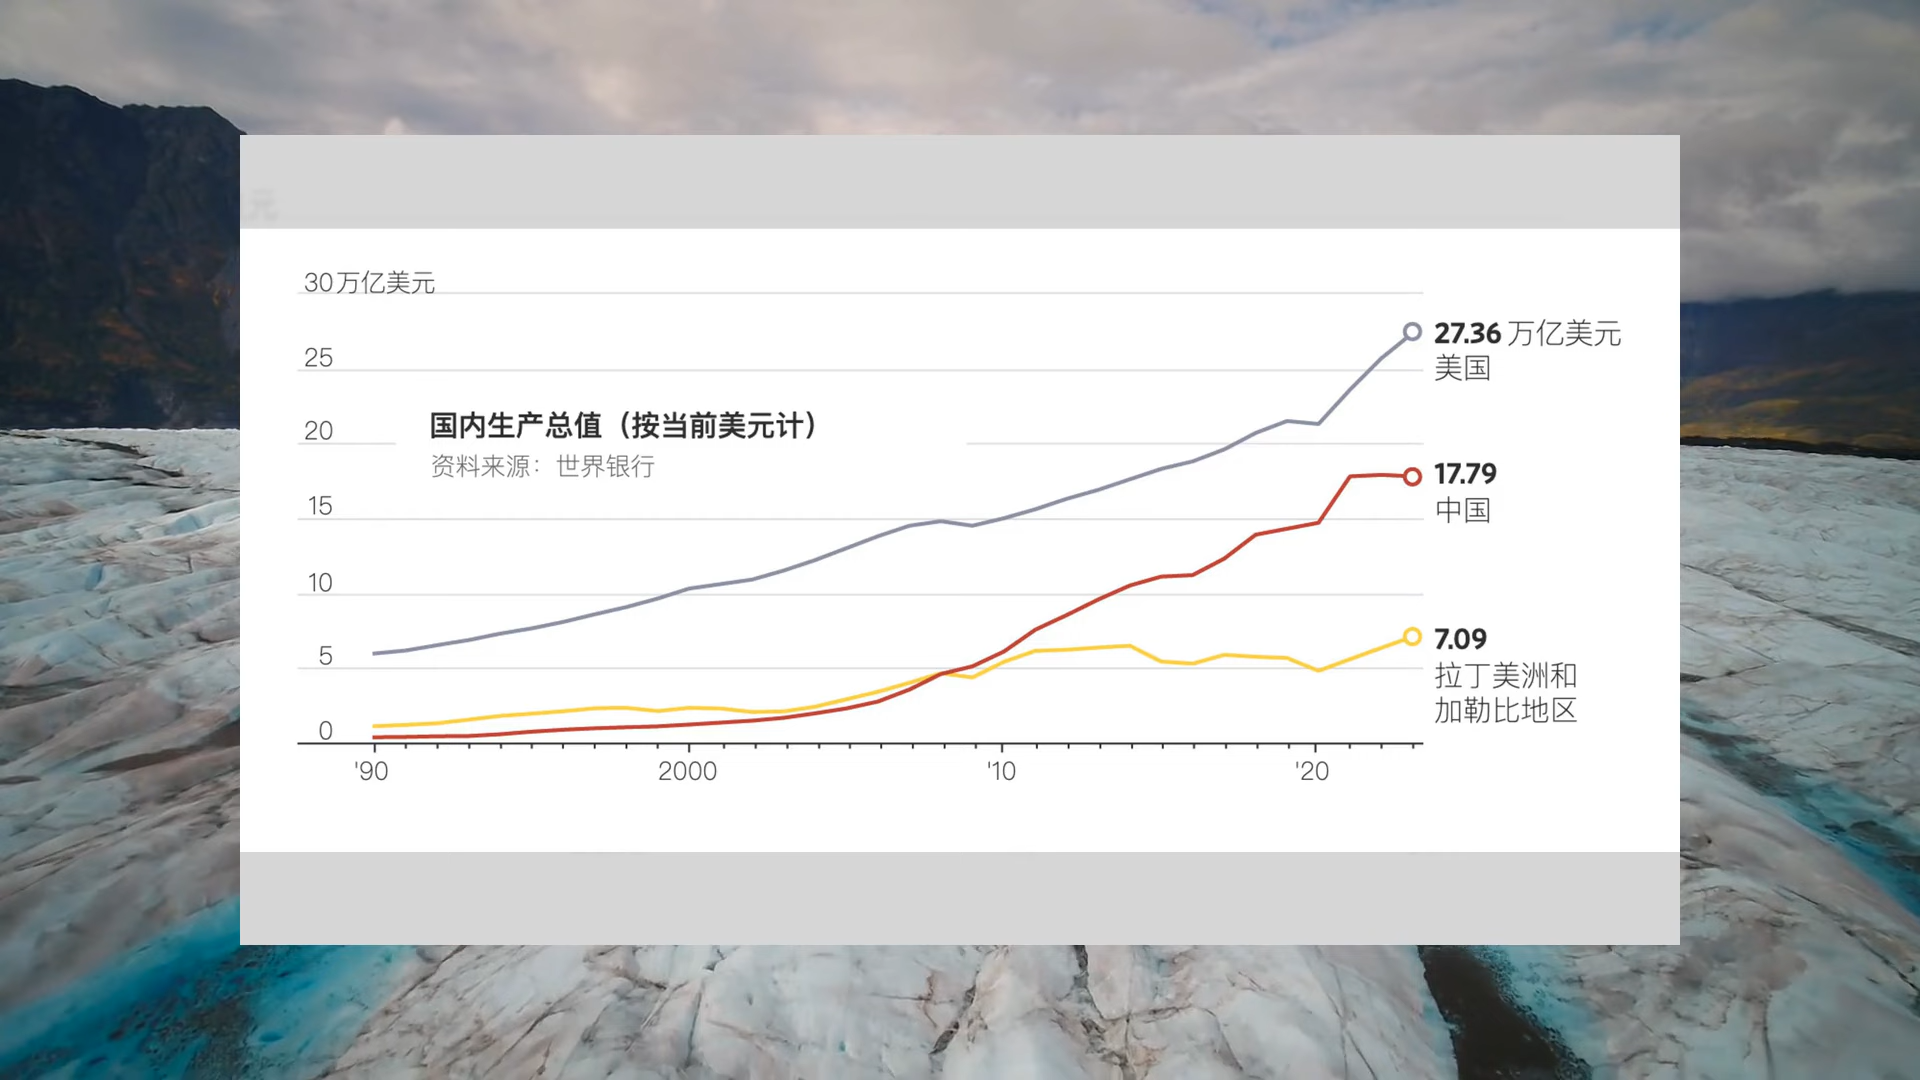 30万亿美元
25
20
15
10
5
0
国内生产总值（按当前美元计）
资料来源：世界银行
27.36 万亿美元
美国
17.79
中国
7.09
拉丁美洲和
加勒比地区
'90
2000
'10
'20